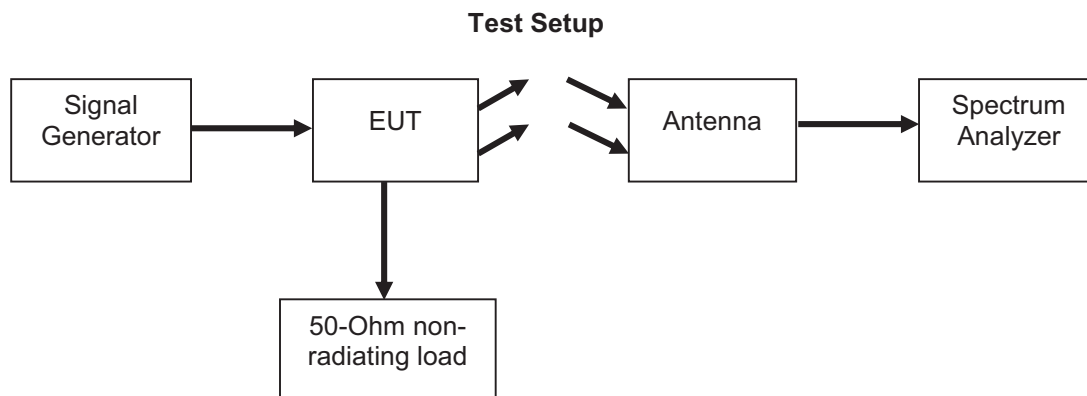 Test Setup
Signal
Generator
EUT
Antenna
Spectrum
Analyzer
50-Ohm non-
radiating load